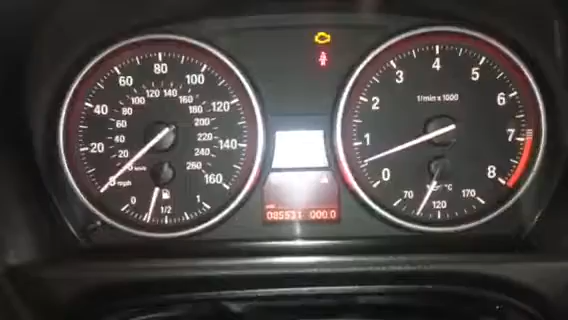 20 40 60 80 100 120 140 160
20 40 60 80 100 120 140 160 180 200 220 240 260
mph
km/h
0 1/2 1
085531 000.0
0 1 2 3 4 5 6 7 8
1/min x 1000
°C
70 120 170